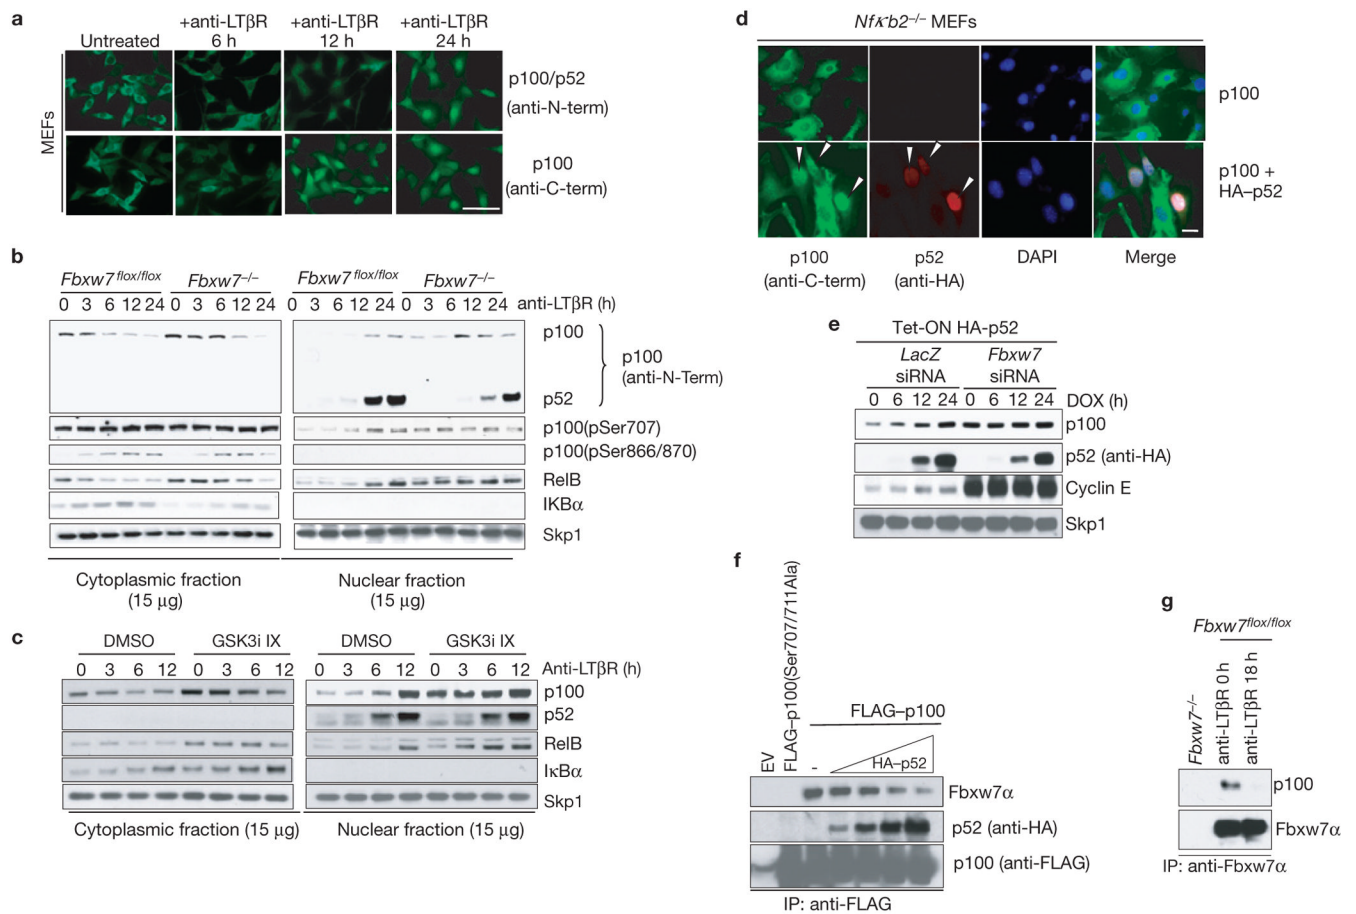 a
+anti-LTβR +anti-LTβR +anti-LTβR
Untreated 6 h 12 h 24 h
MEFs
p100/p52
(anti-N-term)
p100
(anti-C-term)
b
Fbxw7 flox/flox Fbxw7–/– Fbxw7 flox/flox Fbxw7–/–
0 3 6 12 24 0 3 6 12 24 0 3 6 12 24 0 3 6 12 24 anti-LTβR (h)
p100
p52
p100
(anti-N-Term)
p100(pSer707)
p100(pSer866/870)
RelB
IKBα
Skp1
Cytoplasmic fraction
(15 µg)
Nuclear fraction
(15 µg)
c
DMSO GSK3i IX DMSO GSK3i IX
0 3 6 12 0 3 6 12 0 3 6 12 0 3 6 12 Anti-LTβR (h)
p100
p52
RelB
IκBα
Skp1
Cytoplasmic fraction (15 µg) Nuclear fraction (15 µg)
d
Nfκb2–/– MEFs
p100
p100 +
HA–p52
p100
(anti-C-term)
p52
(anti-HA)
DAPI
Merge
e
Tet-ON HA-p52
LacZ
siRNA
Fbxw7
siRNA
0 6 12 24 0 6 12 24 DOX (h)
p100
p52 (anti-HA)
Cyclin E
Skp1
f
EV
FLAG–p100(Ser707/711Ala)
FLAG–p100
- HA–p52
Fbxw7α
p52 (anti-HA)
p100 (anti-FLAG)
IP: anti-FLAG
g
Fbxw7flox/flox
Fbxw7–/–
anti-LTβR 0 h
anti-LTβR 18 h
p100
Fbxw7α
IP: anti-Fbxw7α